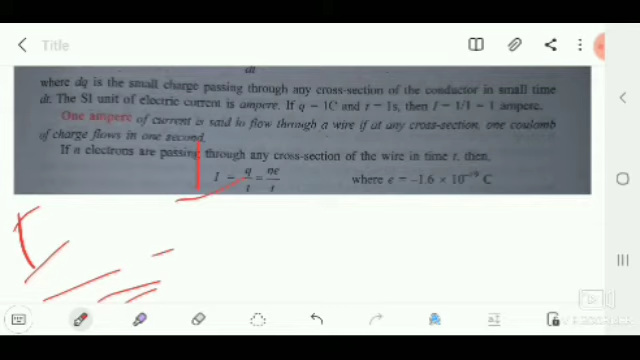 Title
dt
where dq is the small charge passing through any cross-section of the conductor in small time
dt. The SI unit of electric current is ampere. If q = 1C and t = 1s, then I = 1/1 = 1 ampere.
One ampere of current is said to flow through a wire if at any cross-section, one coulomb
of charge flows in one second.
If n electrons are passing through any cross-section of the wire in time t, then
I = q/t = ne/t where e = -1.6 × 10⁻¹⁹ C
RECORDER